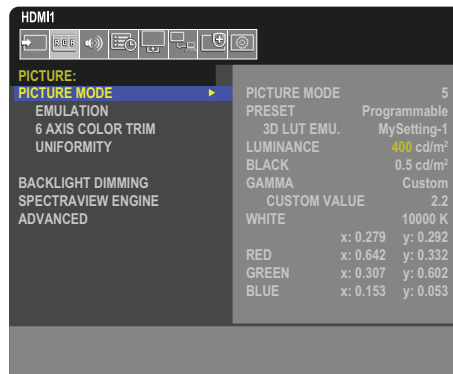 HDMI1
RGB
PICTURE:
PICTURE MODE
EMULATION
6 AXIS COLOR TRIM
UNIFORMITY
BACKLIGHT DIMMING
SPECTRAVIEW ENGINE
ADVANCED
PICTURE MODE 5
PRESET Programmable
3D LUT EMU. MySetting-1
LUMINANCE 400 cd/m²
BLACK 0.5 cd/m²
GAMMA Custom
CUSTOM VALUE 2.2
WHITE 10000 K
x: 0.279 y: 0.292
RED x: 0.642 y: 0.332
GREEN x: 0.307 y: 0.602
BLUE x: 0.153 y: 0.053